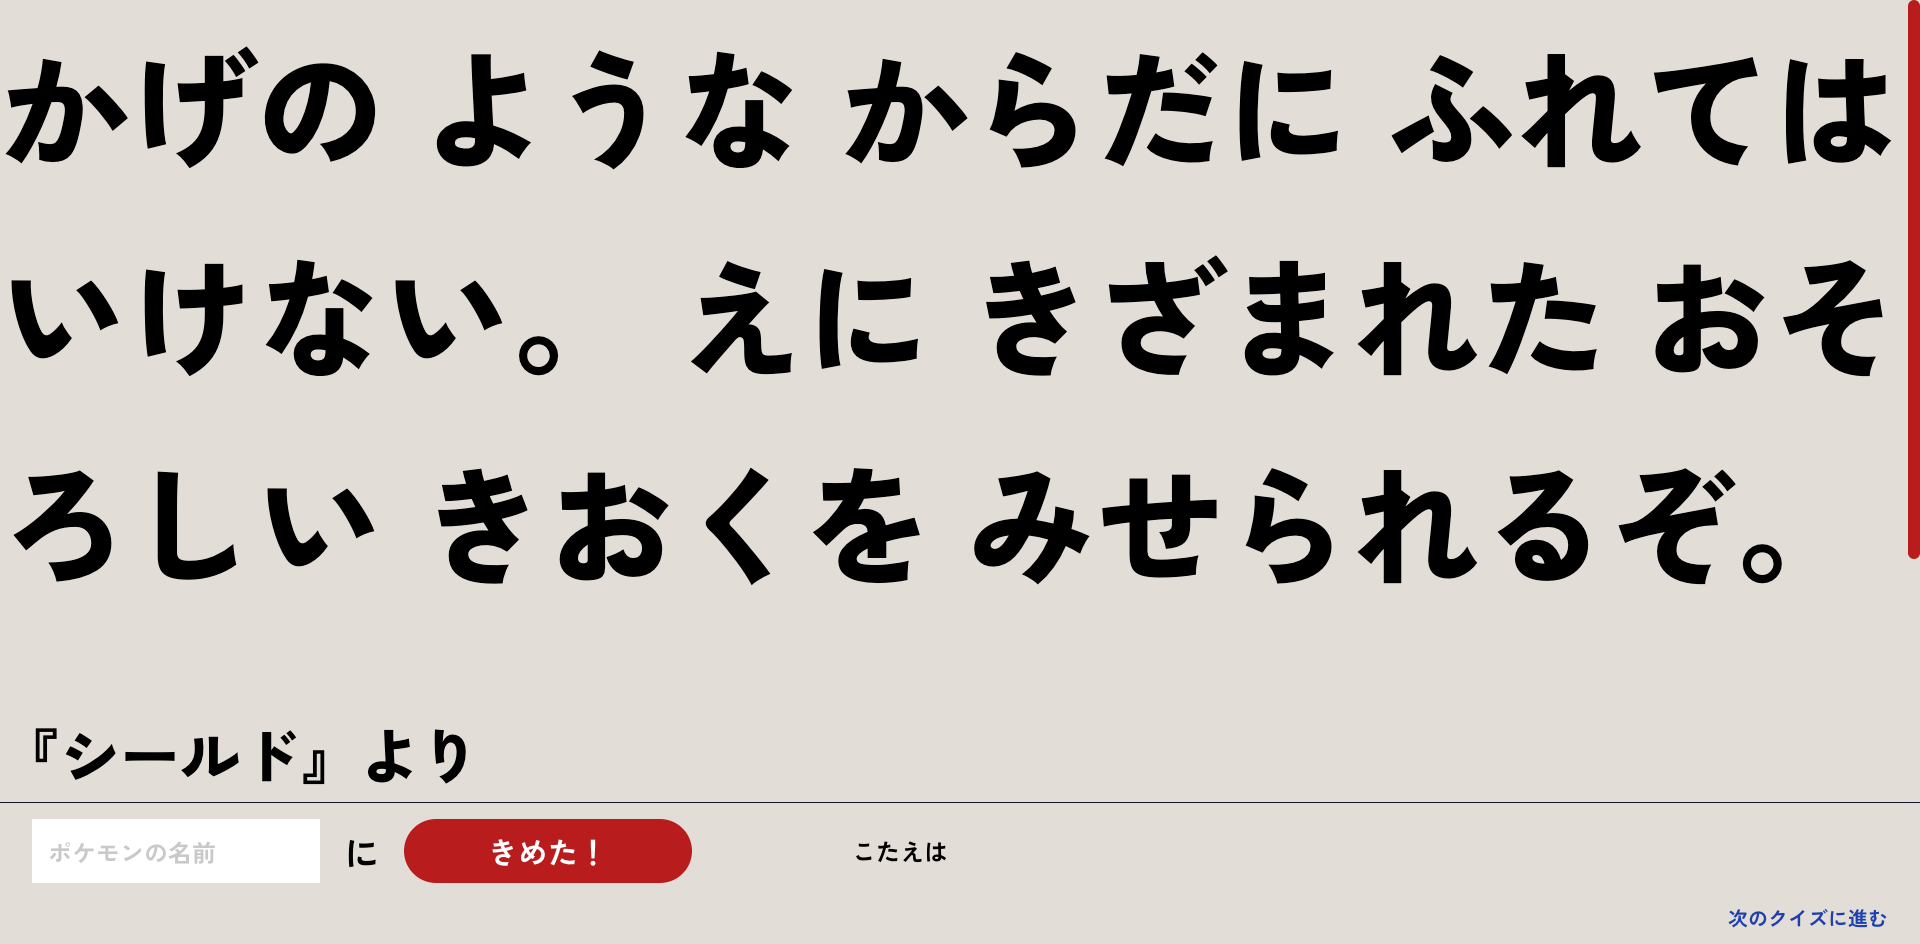 かげの ような からだに ふれては
いけない。 えに きざまれた おそ
ろしい きおくを みせられるぞ。
『シールド』より
ポケモンの名前 に きめた！ こたえは
次のクイズに進む